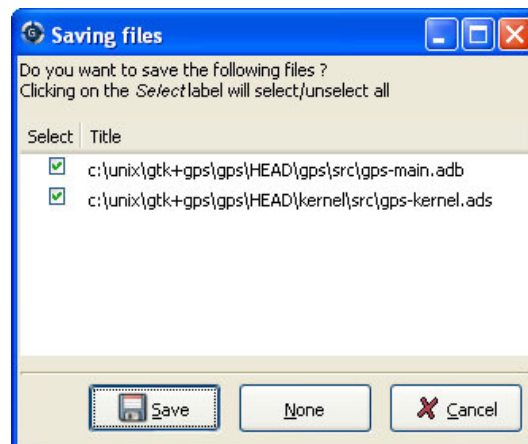 Saving files
Do you want to save the following files ?
Clicking on the Select label will select/unselect all
Select Title
c:\unix\gtk+gps\gps\HEAD\gps\src\gps-main.adb
c:\unix\gtk+gps\gps\HEAD\kernel\src\gps-kernel.ads
Save None Cancel